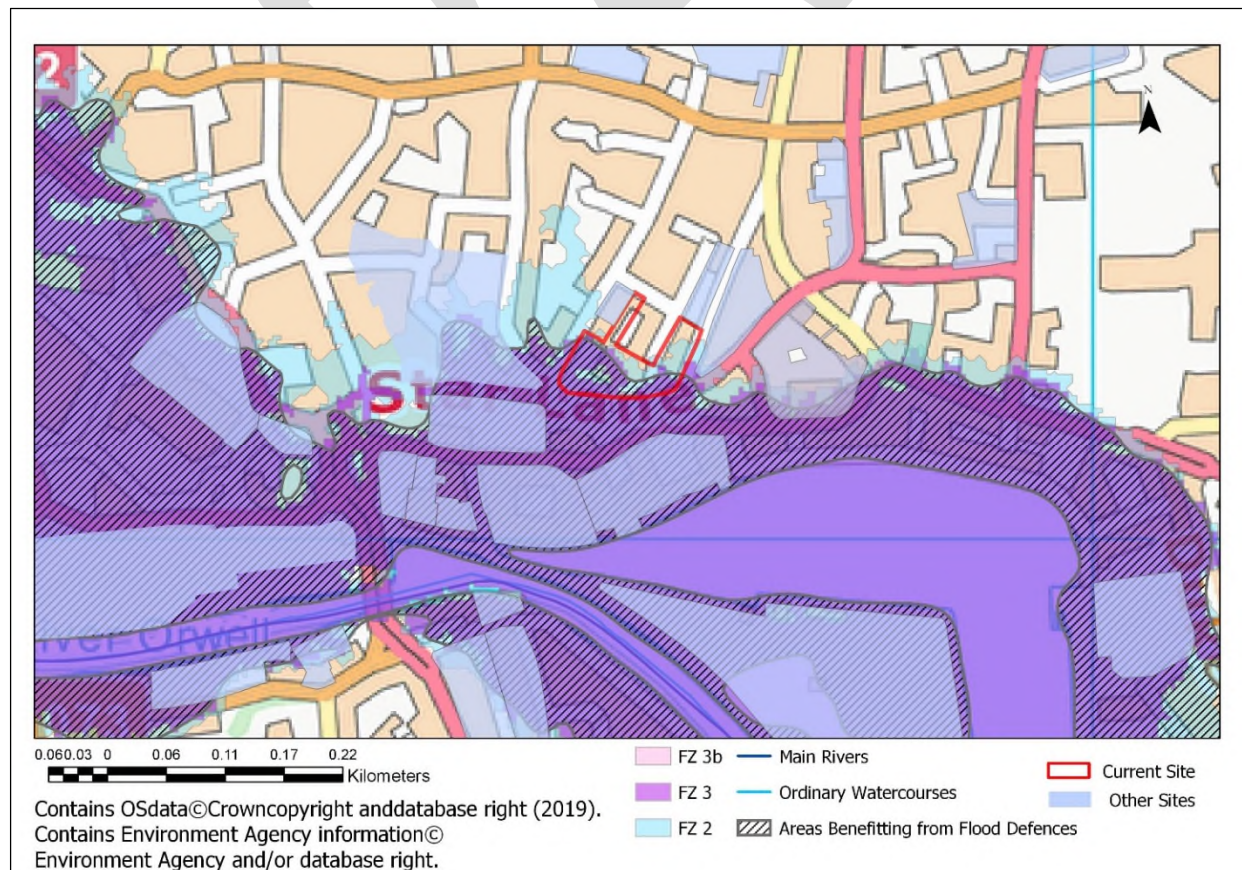 2
N
St
River Orwell
0.060.03 0 0.06 0.11 0.17 0.22
Kilometers
FZ 3b
Main Rivers
FZ 3
Ordinary Watercourses
FZ 2
Areas Benefitting from Flood Defences
Current Site
Other Sites
Contains OSdata©Crowncopyright anddatabase right (2019).
Contains Environment Agency information©
Environment Agency and/or database right.